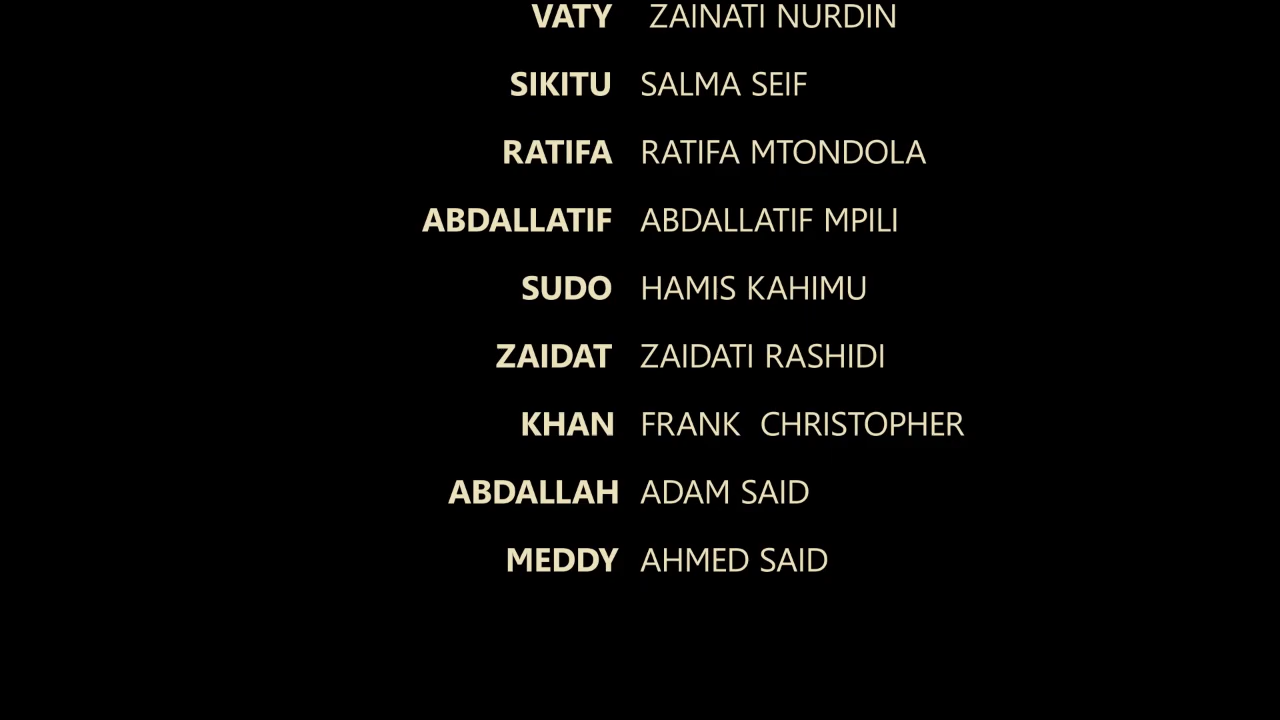 VATY ZAINATI NURDIN
SIKITU SALMA SEIF
RATIFA RATIFA MTONDOLA
ABDALLATIF ABDALLATIF MPILI
SUDO HAMIS KAHIMU
ZAIDAT ZAIDATI RASHIDI
KHAN FRANK CHRISTOPHER
ABDALLAH ADAM SAID
MEDDY AHMED SAID